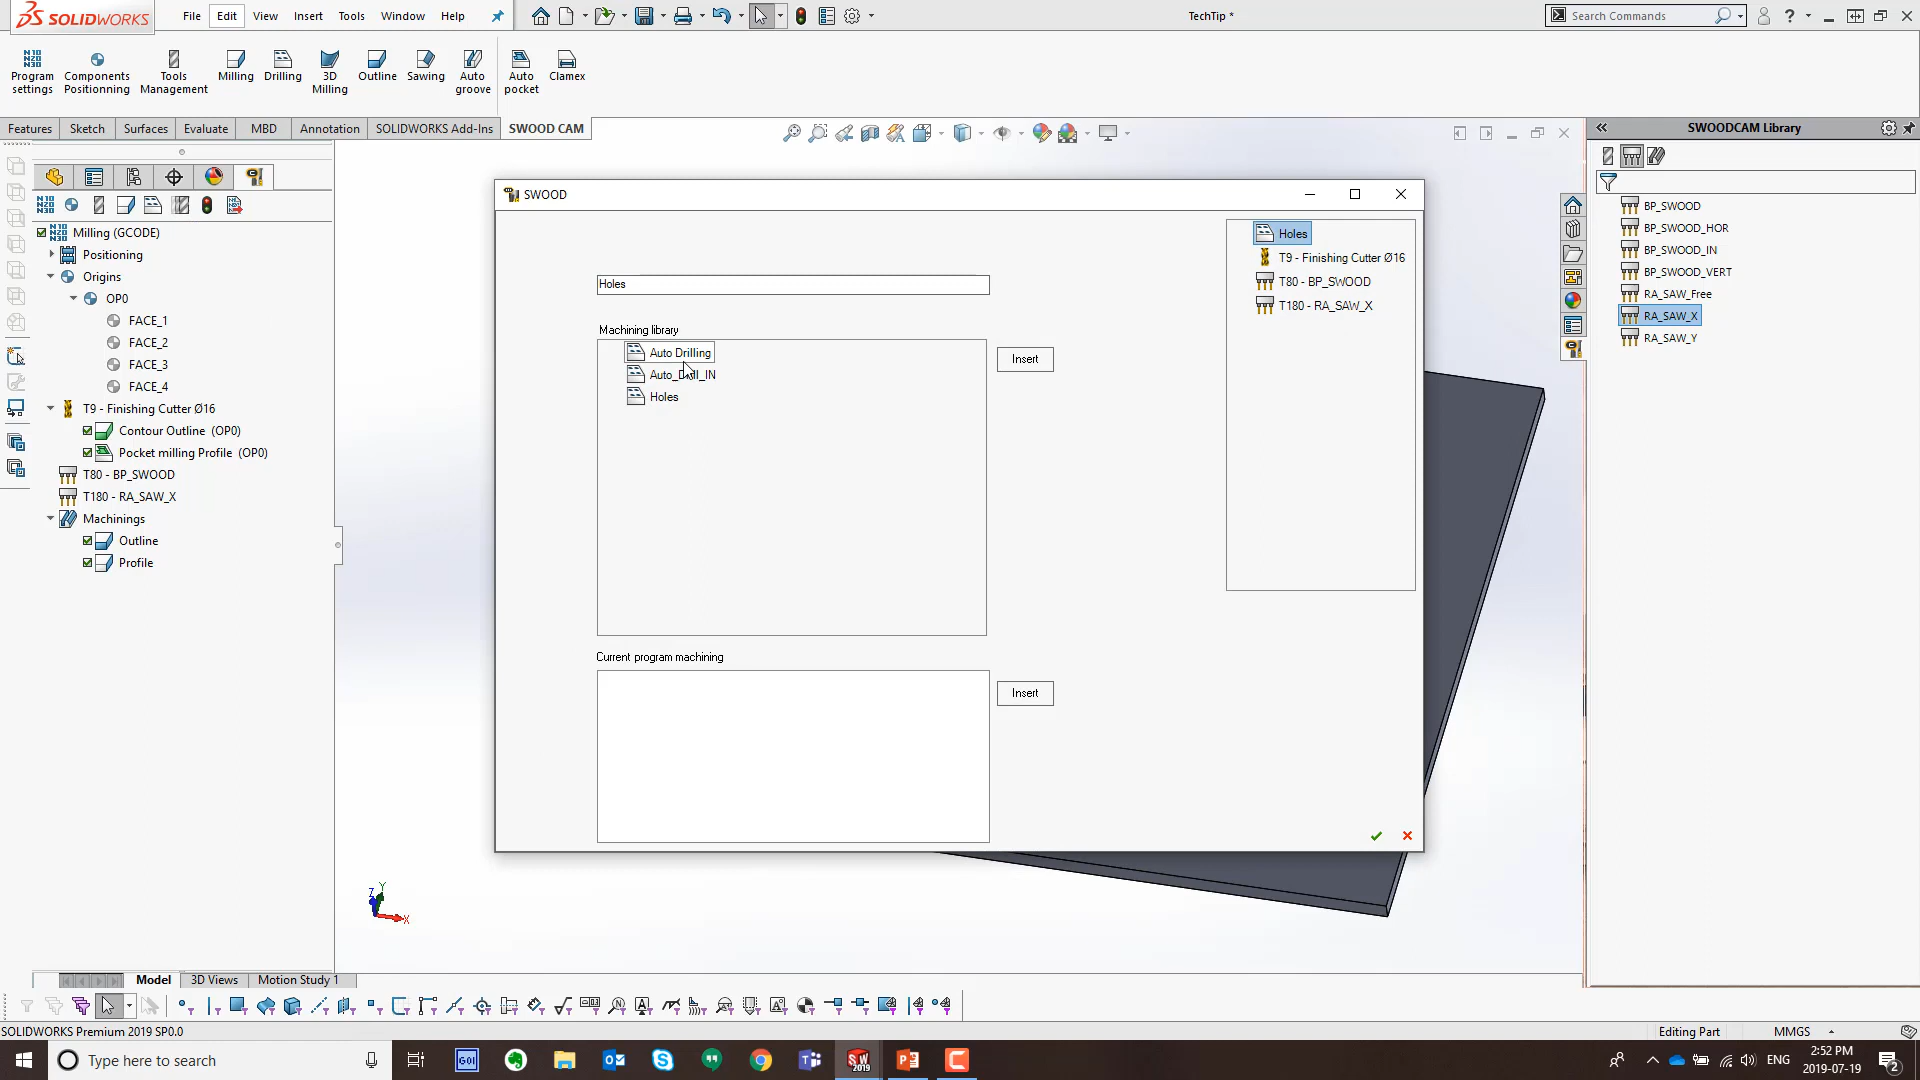 SOLIDWORKS File Edit View Insert Tools Window Help TechTip * Search Commands
Program settings
Components Positionning
Tools Management
Milling
Drilling
3D Milling
Outline
Sawing
Auto groove
Auto pocket
Clamex
Features Sketch Surfaces Evaluate MBD Annotation SOLIDWORKS Add-Ins SWOOD CAM
Milling (GCODE)
Positioning
Origins
OP0
FACE_1
FACE_2
FACE_3
FACE_4
T9 - Finishing Cutter Ø16
Contour Outline (OP0)
Pocket milling Profile (OP0)
T80 - BP_SWOOD
T180 - RA_SAW_X
Machinings
Outline
Profile
SWOOD
Holes
Machining library
Auto Drilling
Holes
Insert
Current program machining
Insert
Holes
T9 - Finishing Cutter Ø16
T80 - BP_SWOOD
T180 - RA_SAW_X
SWOODCAM Library
BP_SWOOD
BP_SWOOD_HOR
BP_SWOOD_IN
BP_SWOOD_VERT
RA_SAW_Free
RA_SAW_X
RA_SAW_Y
Z Y X
Model 3D Views Motion Study 1
SOLIDWORKS Premium 2019 SP0.0 Editing Part MMGS
Type here to search
GOI
SW 2019
ENG
2:52 PM
2019-07-19
2